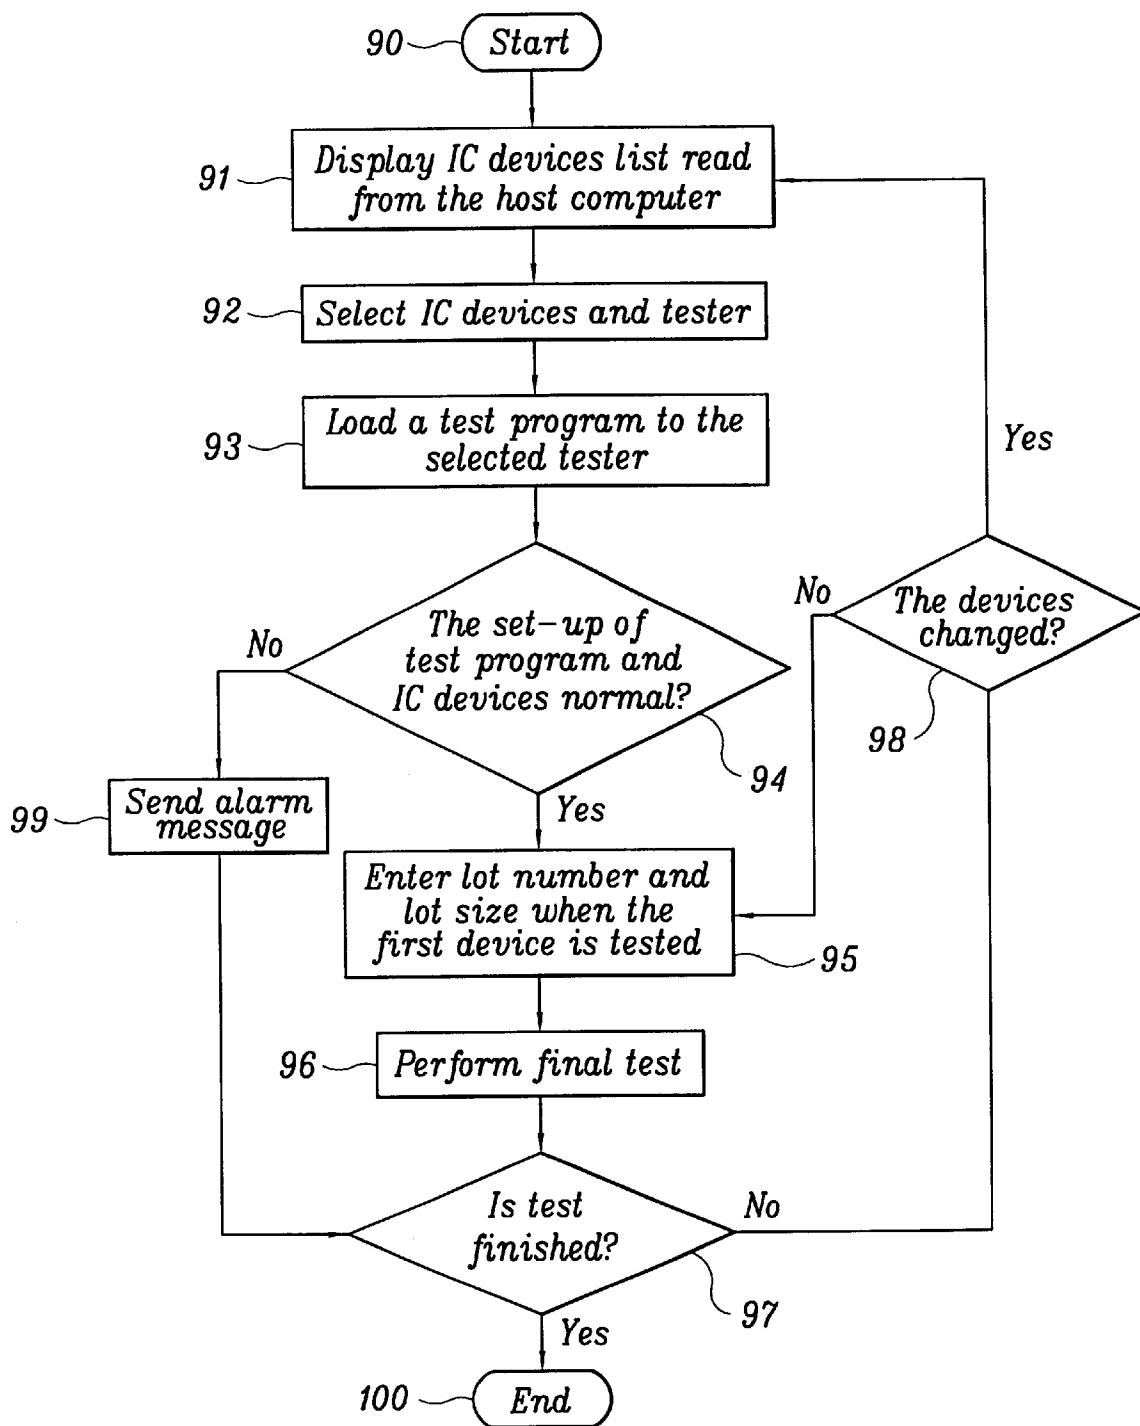 90
Start
91
Display IC devices list read
from the host computer
92
Select IC devices and tester
93
Load a test program to the
selected tester
Yes
No
The set-up of
test program and
IC devices normal?
94
No
The devices
changed?
98
99
Send alarm
message
Yes
Enter lot number and
lot size when the
first device is tested
95
96
Perform final test
Is test
finished?
No
97
Yes
100
End